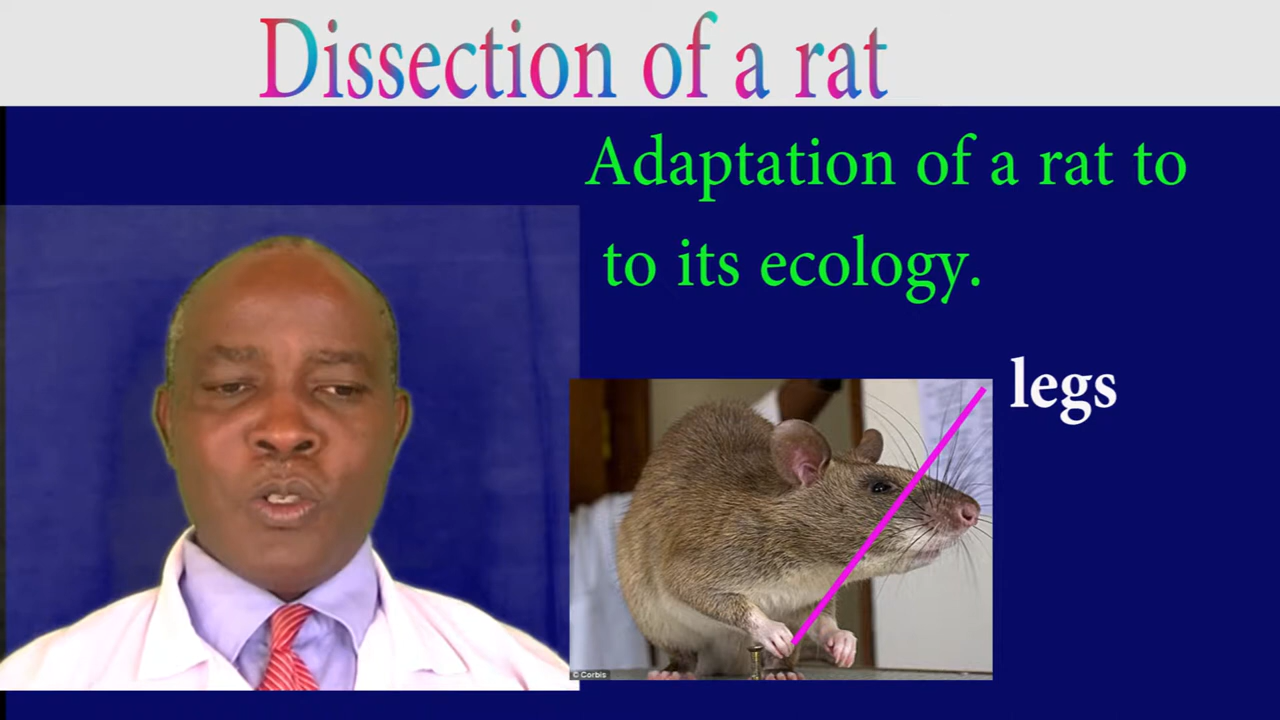 Dissection of a rat
Adaptation of a rat to
to its ecology.
legs
© Corbis